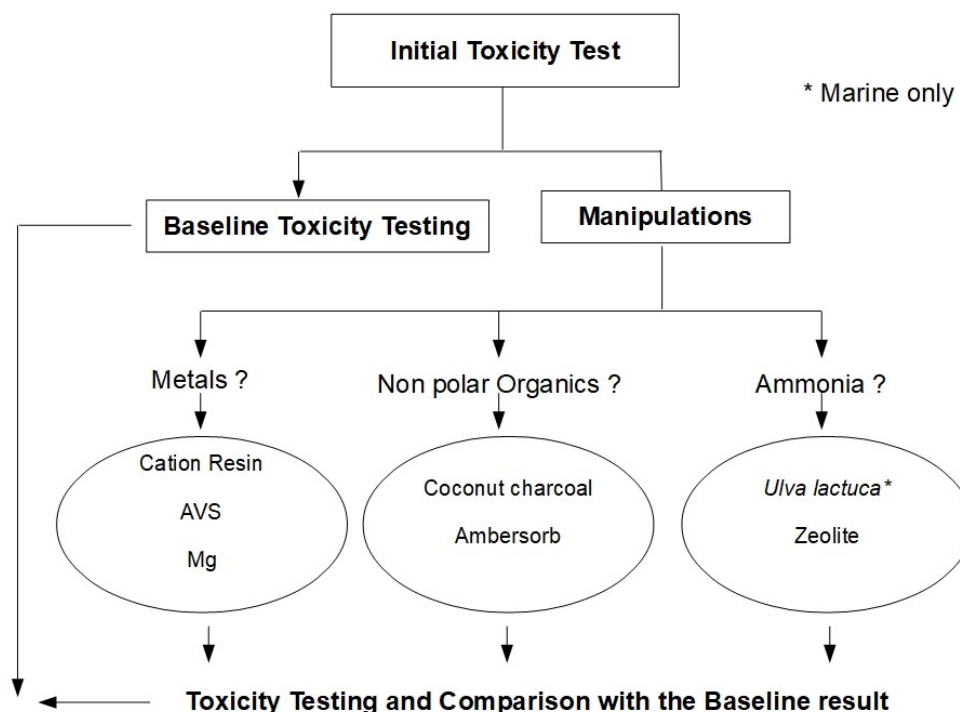 Initial Toxicity Test
* Marine only
Baseline Toxicity Testing
Manipulations
Metals ?
Non polar Organics ?
Ammonia ?
Cation Resin
AVS
Mg
Coconut charcoal
Ambersorb
Ulva lactuca*
Zeolite
Toxicity Testing and Comparison with the Baseline result